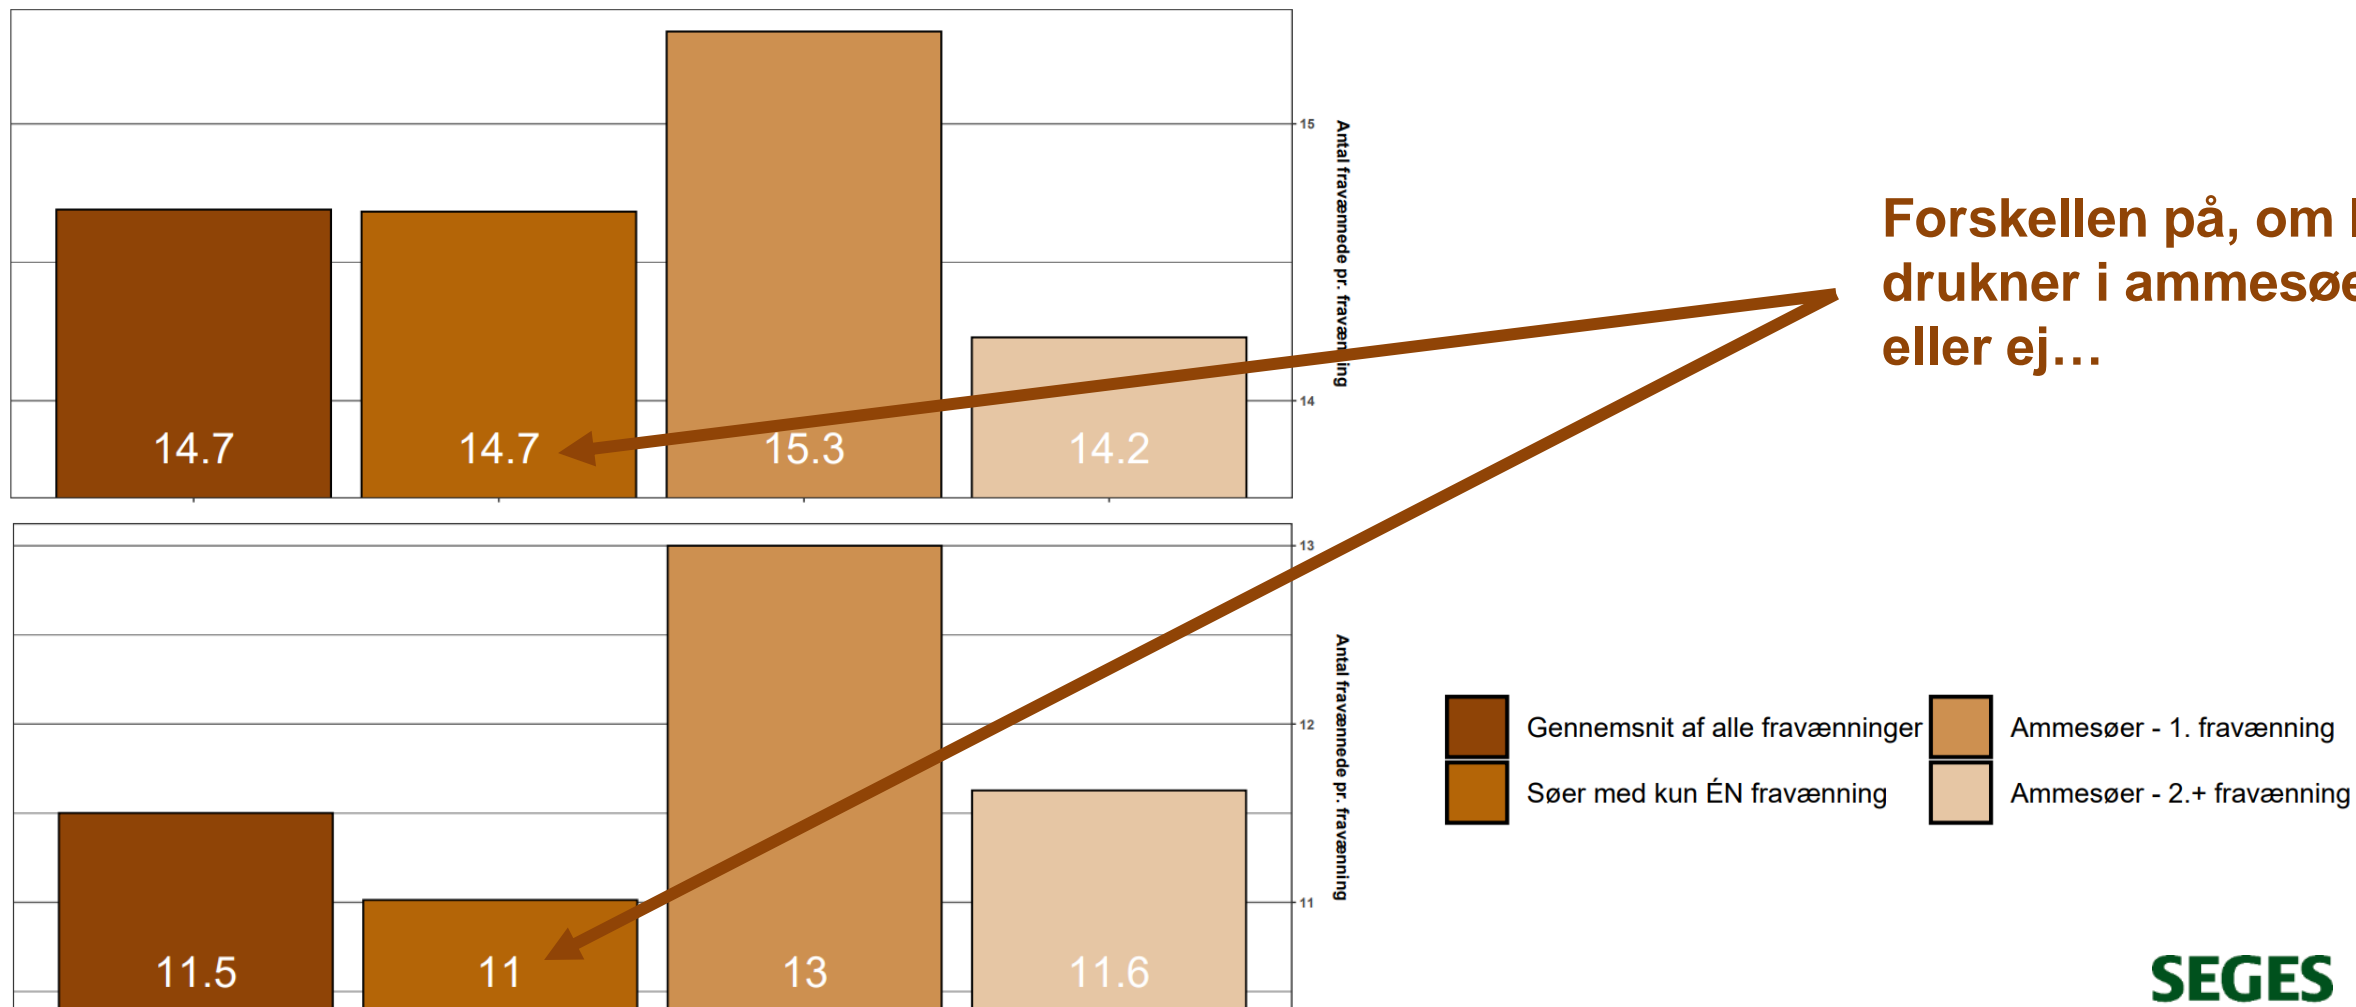 15
14
Antal fravænnede pr. fravænning
14.7
14.7
15.3
14.2
Forskellen på, om
drukner i
eller ej…
13
12
11
Antal fravænnede pr. fravænning
11.5
11
13
11.6
Gennemsnit af alle fravænninger
Ammesøer - 1. fravænning
Søer med kun ÉN fravænning
Ammesøer - 2.+ fravænning
SEGES